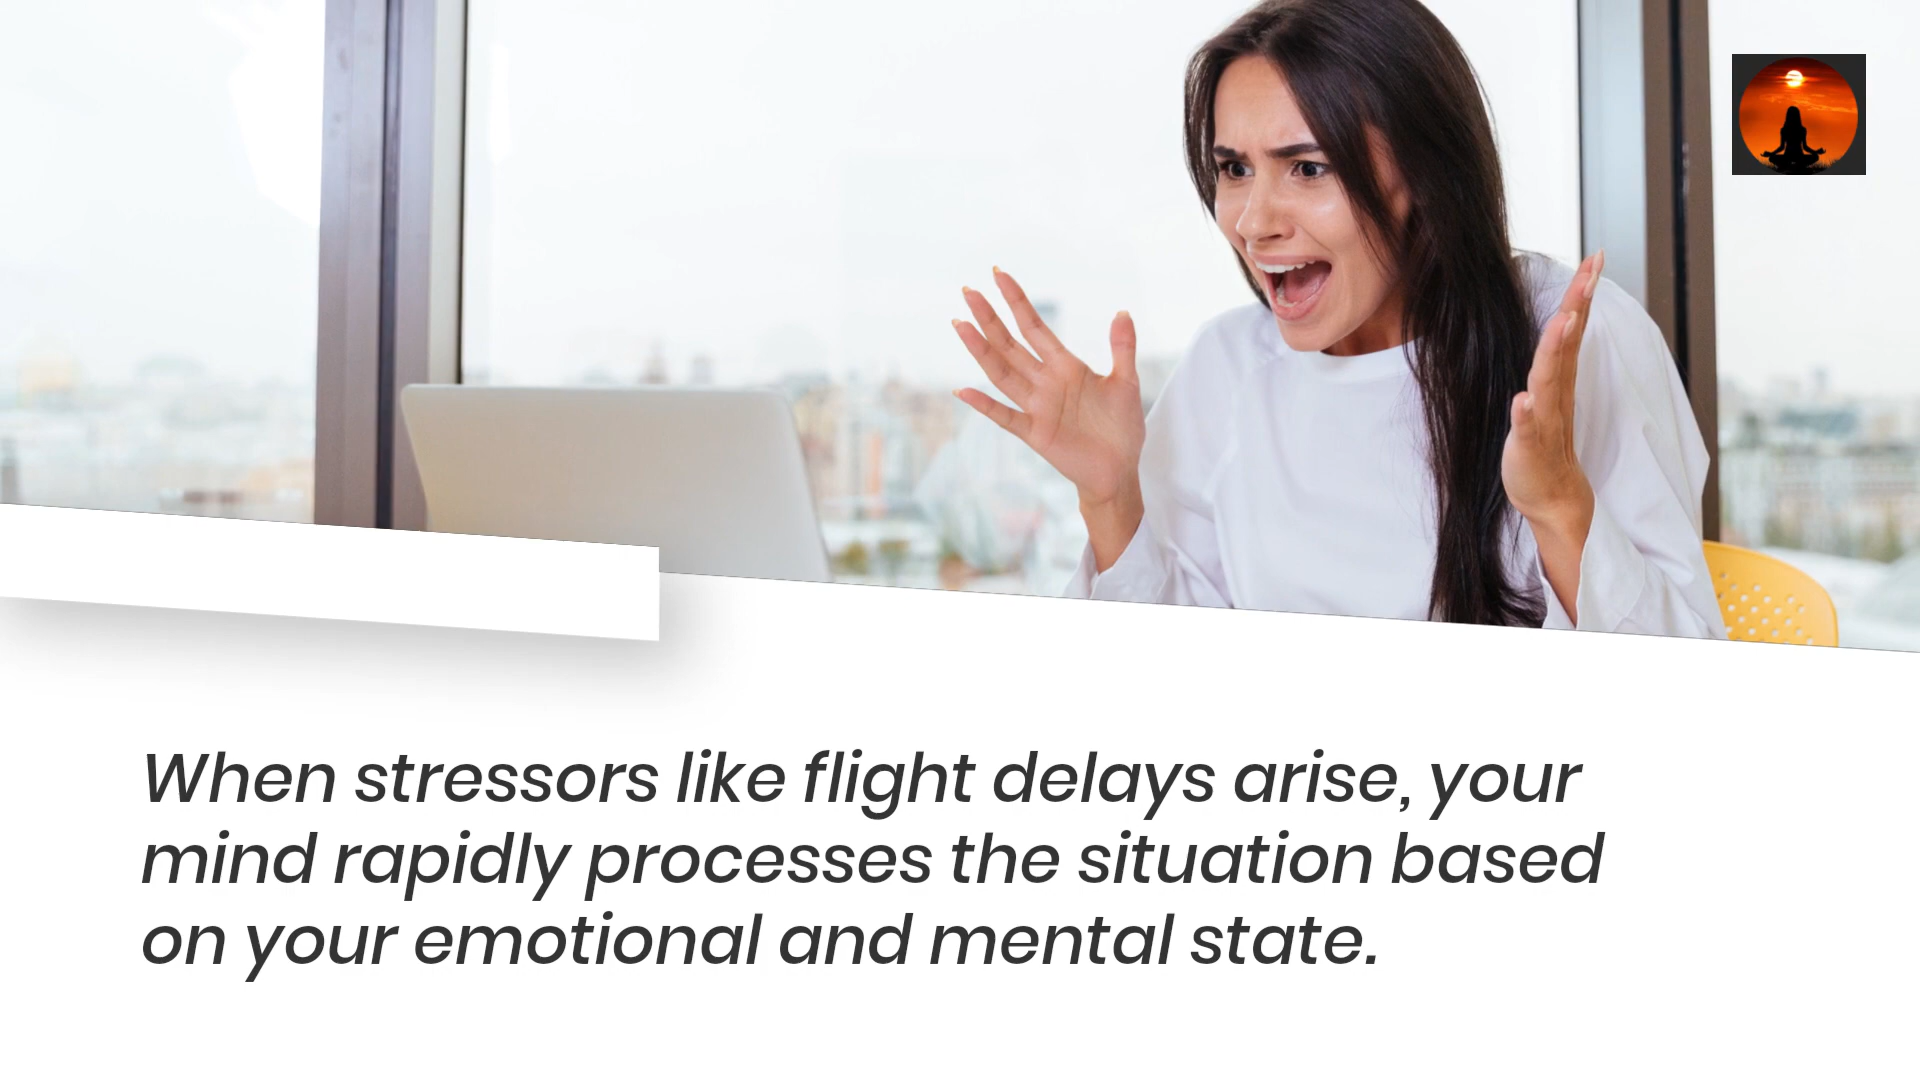 When stressors like flight delays arise, your
mind rapidly processes the situation based
on your emotional and mental state.